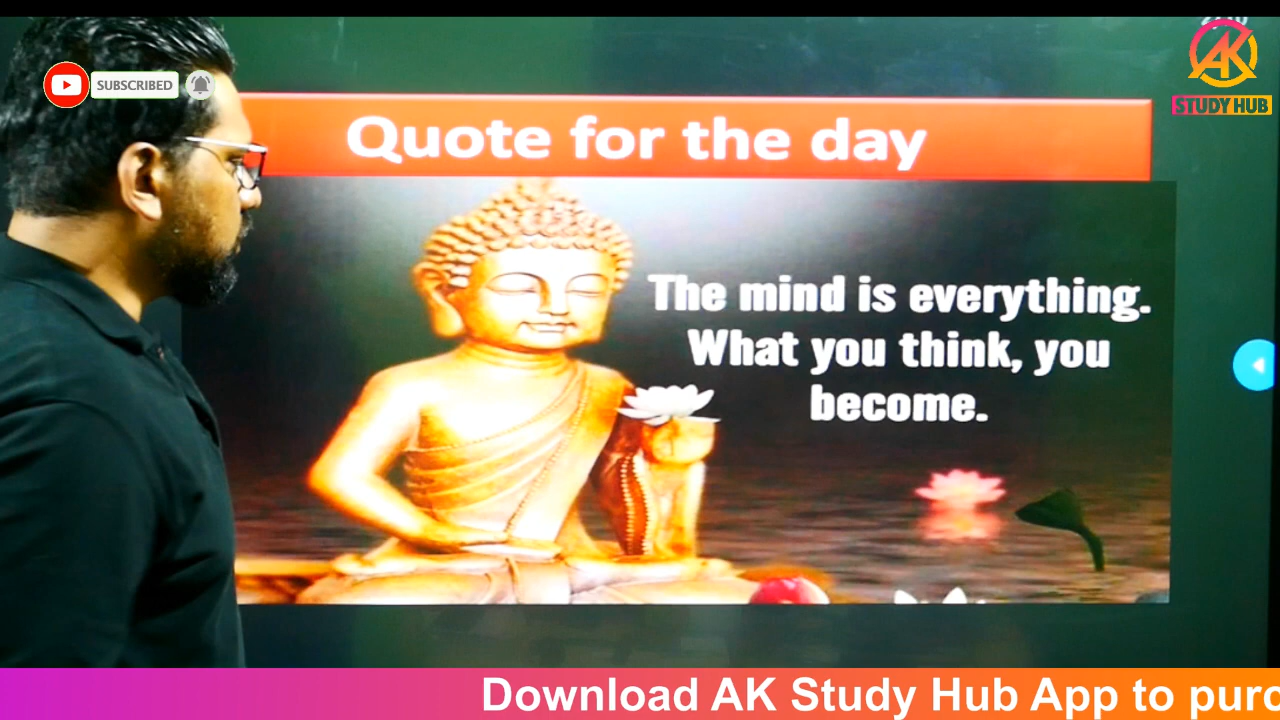 SUBSCRIBED
AK
STUDY HUB
Quote for the day
The mind is everything.
What you think, you
become.
Download AK Study Hub App to purc